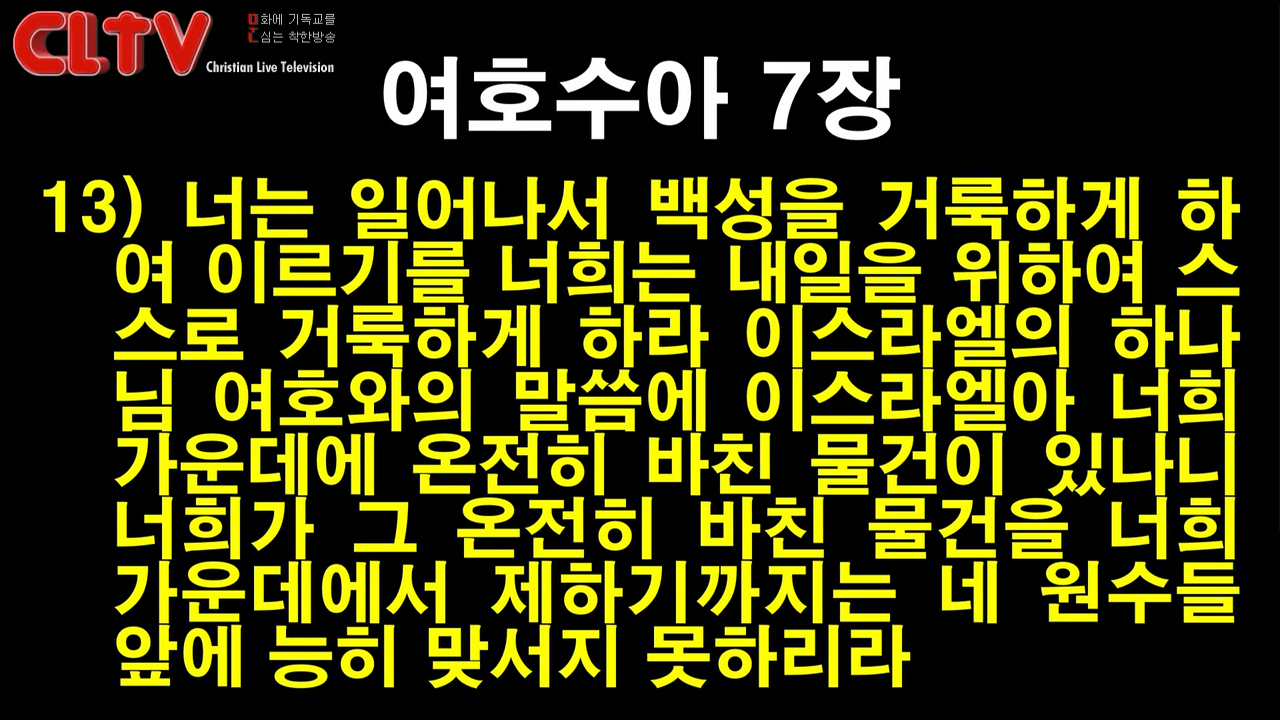 CLTV
문화에 기독교를
심는 착한방송
Christian Live Television
여호수아 7장
13) 너는 일어나서 백성을 거룩하게 하
여 이르기를 너희는 내일을 위하여 스
스로 거룩하게 하라 이스라엘의 하나
님 여호와의 말씀에 이스라엘아 너희
가운데에 온전히 바친 물건이 있나니
너희가 그 온전히 바친 물건을 너희
가운데에서 제하기까지는 네 원수들
앞에 능히 맞서지 못하리라